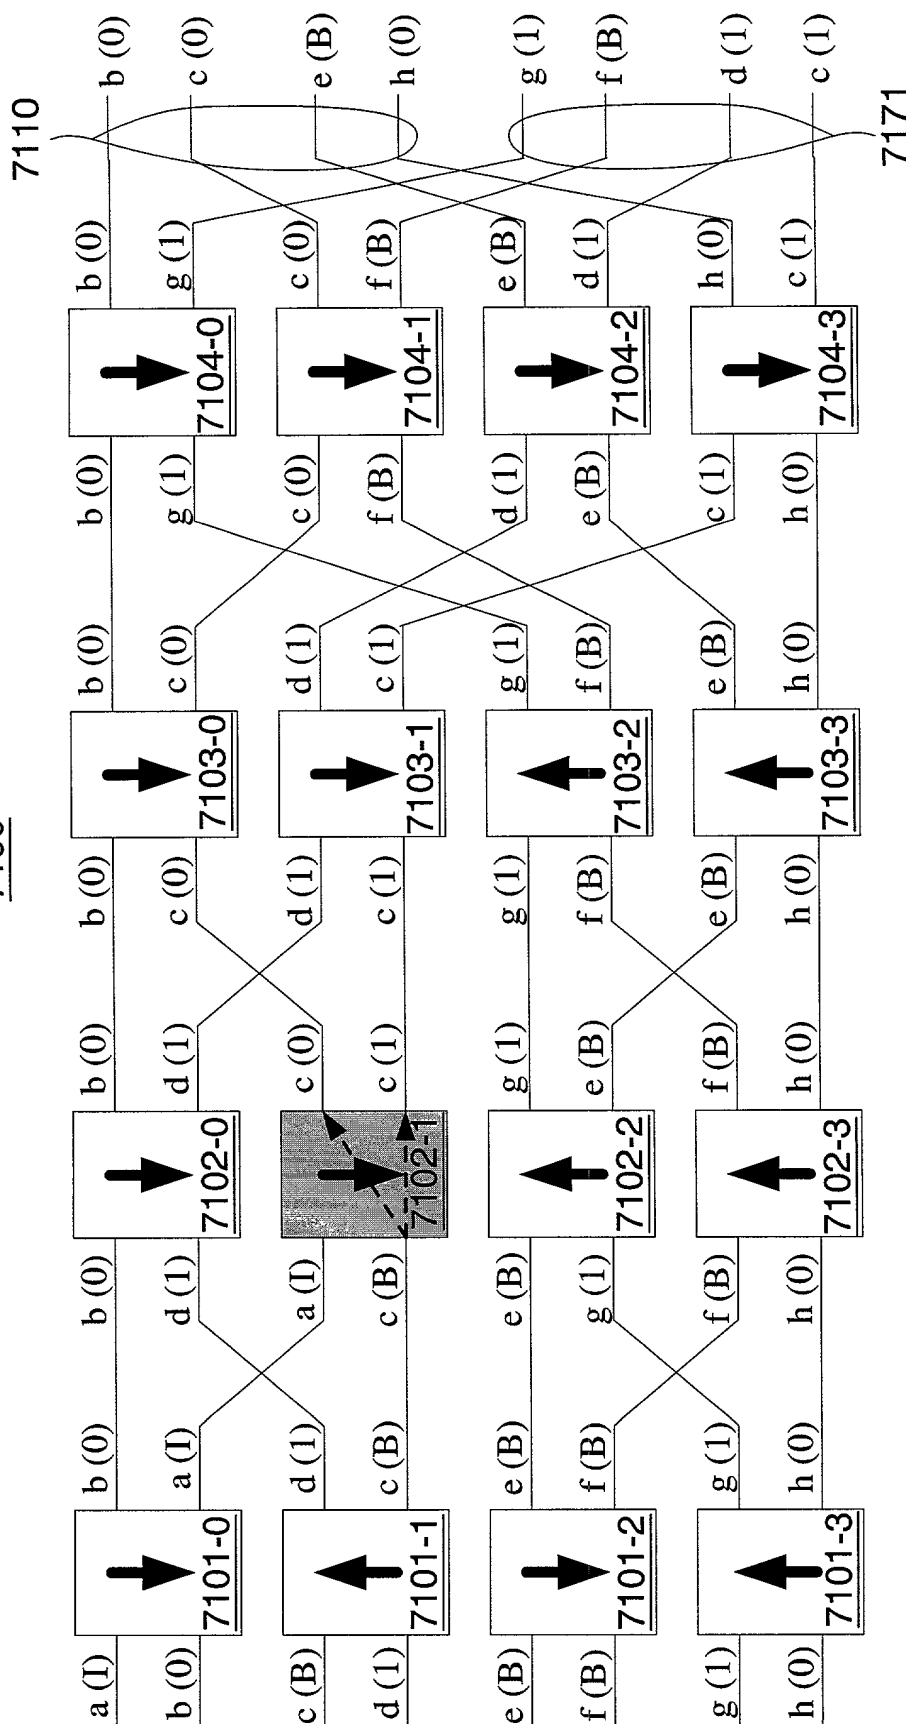 7110
a (I) b (0) b (0) b (0) b (0) b (0) b (0) b (0) b (0)
b (0) a (I) d (1) d (1) c (0) c (0) g (1) g (1) c (0)
7101-0 7102-0 7103-0 7104-0
c (B) d (1) a (I) c (0) d (1) d (1) c (0) c (0) e (B)
d (1) c (B) c (B) c (1) c (1) c (1) f (B) f (B) h (0)
7101-1 7102-1 7103-1 7104-1
e (B) e (B) e (B) g (1) g (1) g (1) d (1) e (B) g (1)
f (B) f (B) g (1) e (B) f (B) f (B) e (B) d (1) f (B)
7101-2 7102-2 7103-2 7104-2
g (1) g (1) f (B) f (B) e (B) e (B) c (1) h (0) d (1)
h (0) h (0) h (0) h (0) h (0) h (0) h (0) c (1) c (1)
7101-3 7102-3 7103-3 7104-3
7171